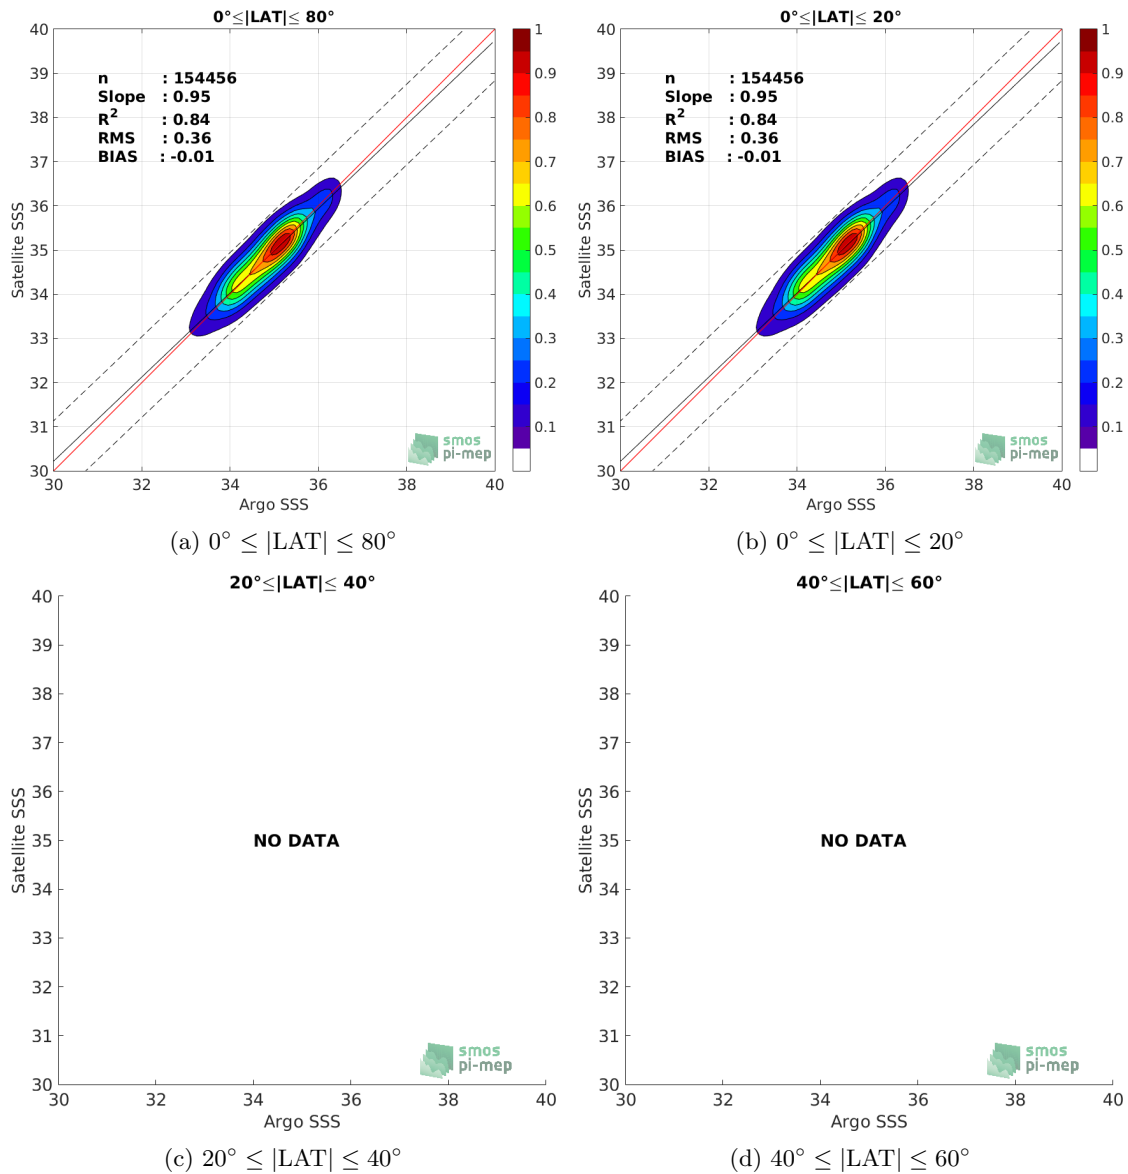 0°≤|LAT|≤ 80°
40
39
38
37
36
35
34
33
32
31
30
Satellite SSS
n : 154456
Slope : 0.95
R² : 0.84
RMS : 0.36
BIAS : -0.01
1
0.9
0.8
0.7
0.6
0.5
0.4
0.3
0.2
0.1
smos
pi-mep
30 32 34 36 38 40
Argo SSS
(a) 0° ≤ |LAT| ≤ 80°
0°≤|LAT|≤ 20°
40
39
38
37
36
35
34
33
32
31
30
Satellite SSS
n : 154456
Slope : 0.95
R² : 0.84
RMS : 0.36
BIAS : -0.01
1
0.9
0.8
0.7
0.6
0.5
0.4
0.3
0.2
0.1
smos
pi-mep
30 32 34 36 38 40
Argo SSS
(b) 0° ≤ |LAT| ≤ 20°
20°≤|LAT|≤ 40°
40
39
38
37
36
35
34
33
32
31
30
Satellite SSS
NO DATA
smos
pi-mep
30 32 34 36 38 40
Argo SSS
(c) 20° ≤ |LAT| ≤ 40°
40°≤|LAT|≤ 60°
40
39
38
37
36
35
34
33
32
31
30
Satellite SSS
NO DATA
smos
pi-mep
30 32 34 36 38 40
Argo SSS
(d) 40° ≤ |LAT| ≤ 60°